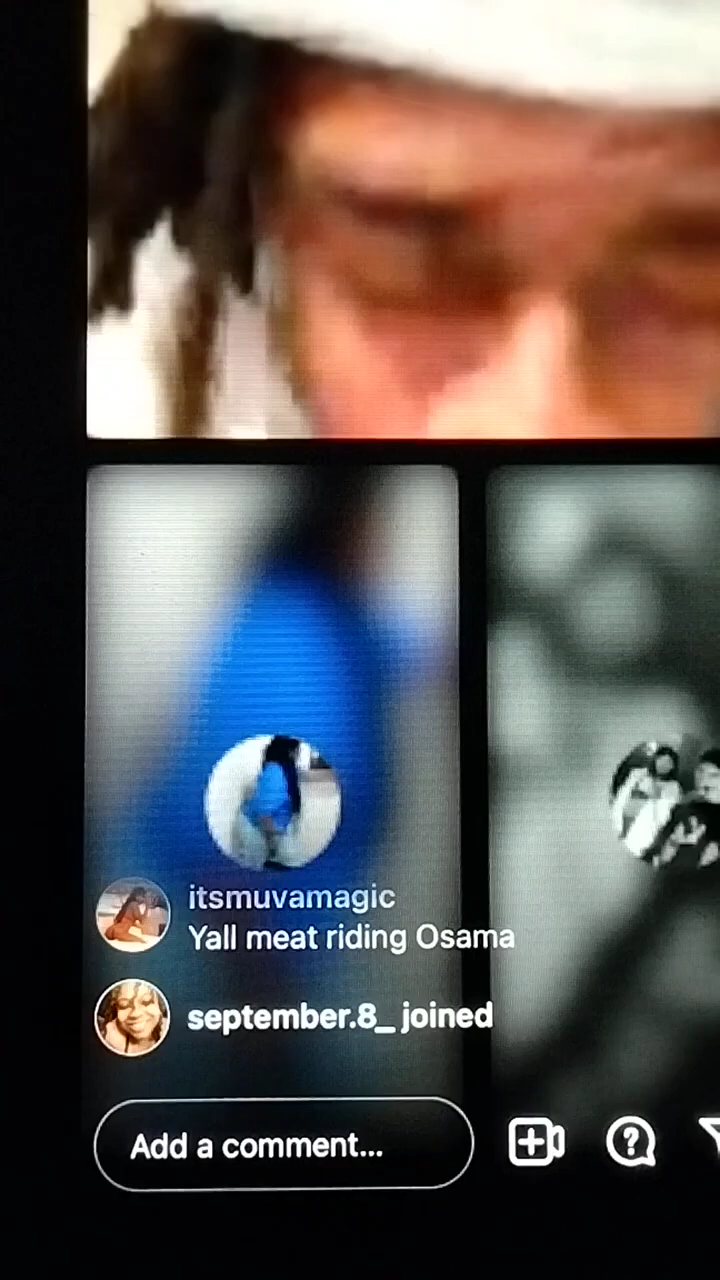 itsmuvamagic
Yall meat riding Osama
september.8_ joined
Add a comment...